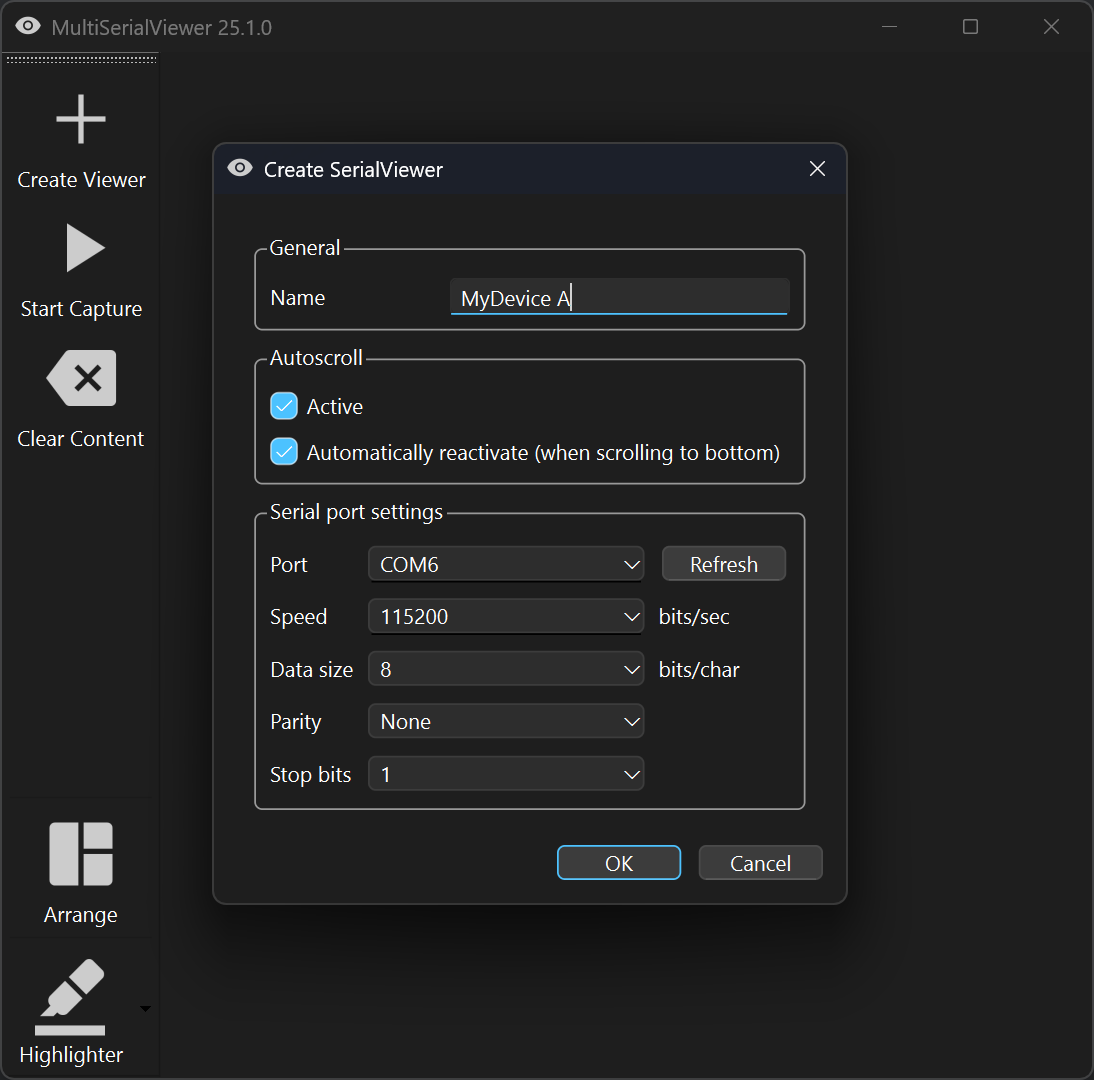 MultiSerialViewer 25.1.0
Create Viewer
Start Capture
Clear Content
Arrange
Highlighter
Create SerialViewer
General
Name MyDevice A
Autoscroll
Active
Automatically reactivate (when scrolling to bottom)
Serial port settings
Port COM6 Refresh
Speed 115200 bits/sec
Data size 8 bits/char
Parity None
Stop bits 1
OK Cancel